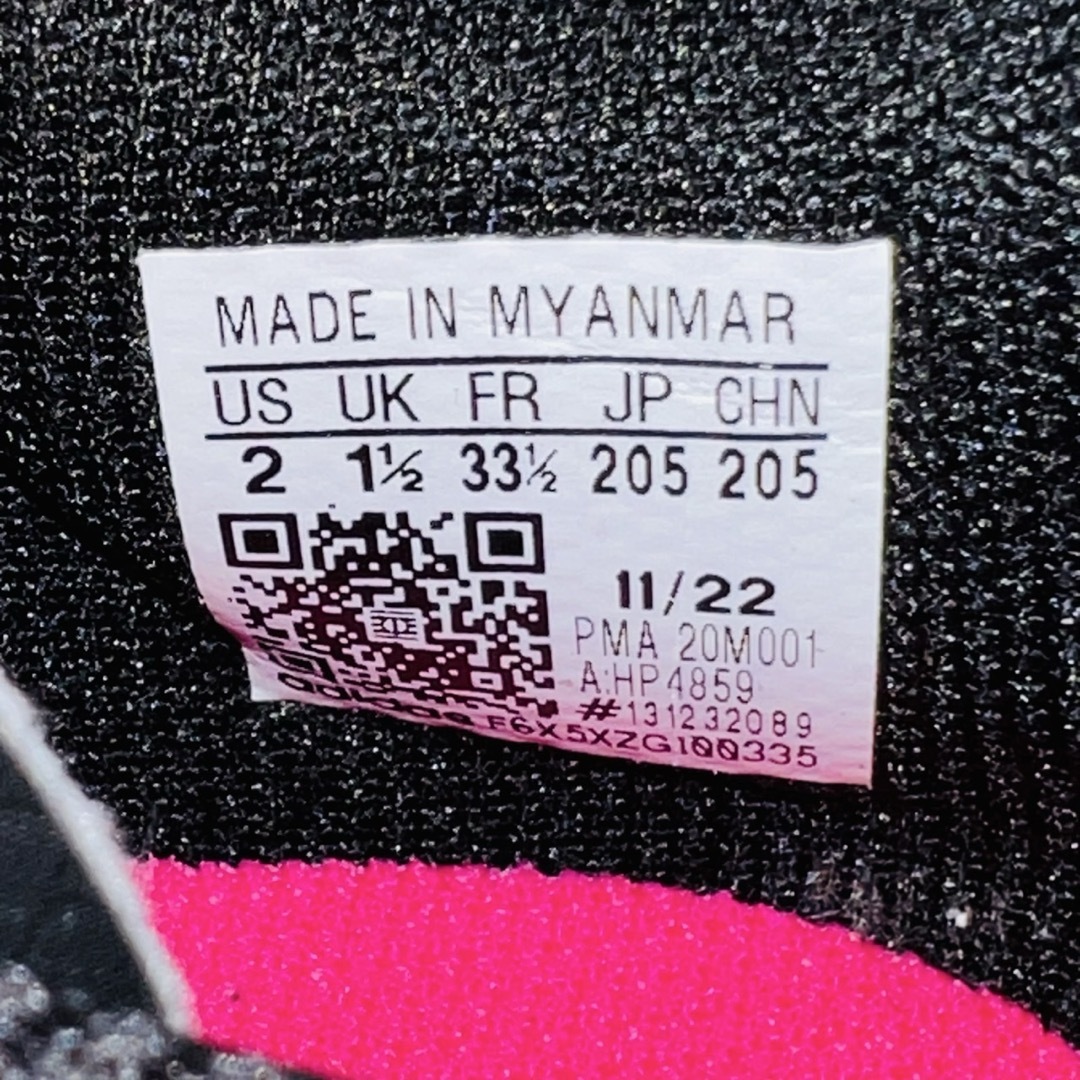 MADE IN MYANMAR
US UK FR JP CHN
2 1½ 33½ 205 205
11/22
PMA 20M001
A:HP4859
#131232089
adidas F6X5XZG100335